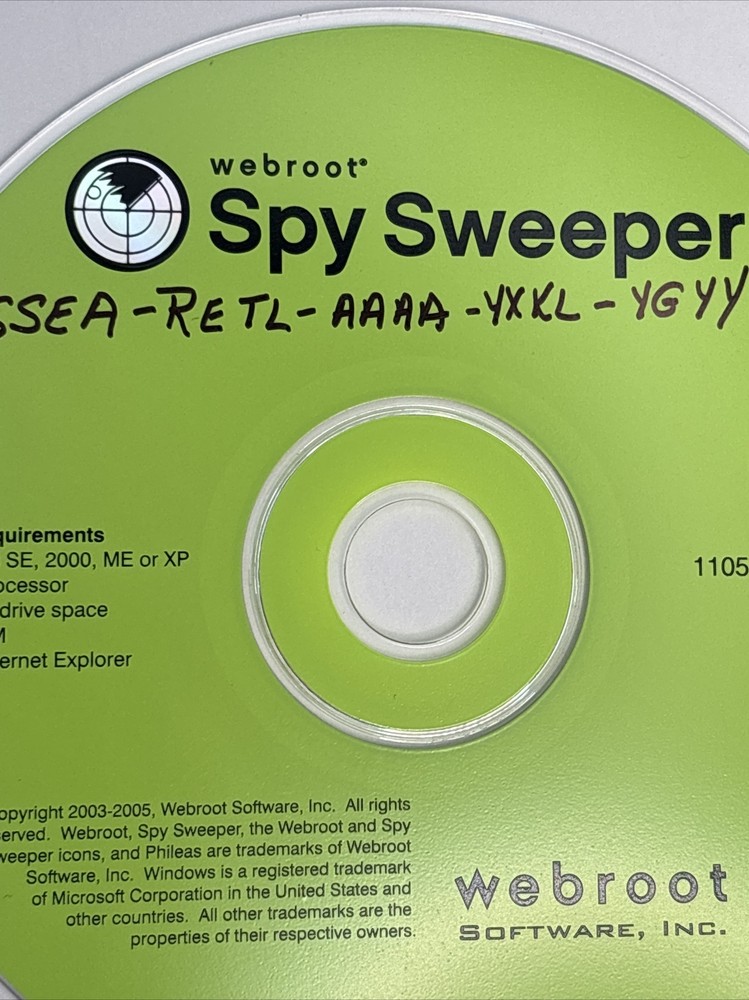 webroot®
Spy Sweeper
SSEA-RETL-AAAA-YXKL-YGYY
quirements
SE, 2000, ME or XP
ocessor
drive space
M
ernet Explorer
1105
opyright 2003-2005, Webroot Software, Inc. All rights
erved. Webroot, Spy Sweeper, the Webroot and Spy
weeper icons, and Phileas are trademarks of Webroot
Software, Inc. Windows is a registered trademark
of Microsoft Corporation in the United States and
other countries. All other trademarks are the
properties of their respective owners.
webroot
SOFTWARE, INC.